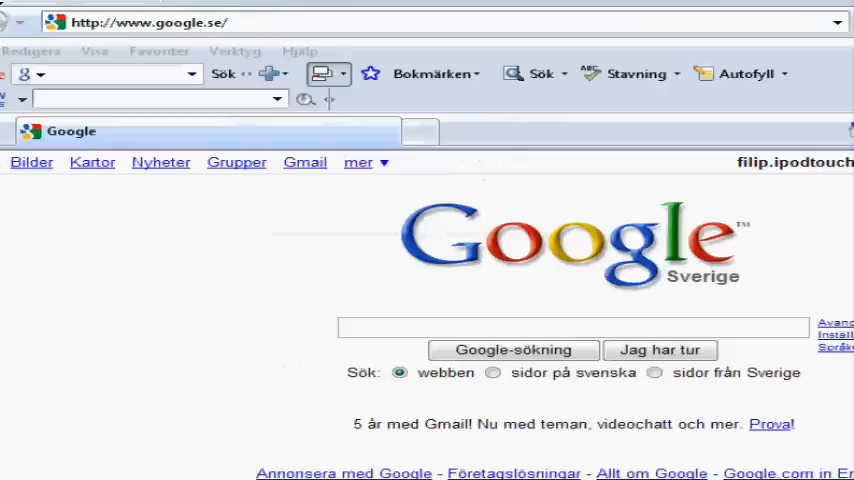 http://www.google.se/
Redigera Visa Favoriter Verktyg Hjälp
g Sök Bokmärken Sök ABC Stavning Autofyll
Google
Bilder Kartor Nyheter Grupper Gmail mer ▼ filip.ipodtouch
Google™
Sverige
Google-sökning Jag har tur
Sök: webben sidor på svenska sidor från Sverige
5 år med Gmail! Nu med teman, videochatt och mer. Prova!
Annonsera med Google - Företagslösningar - Allt om Google - Google.com in En